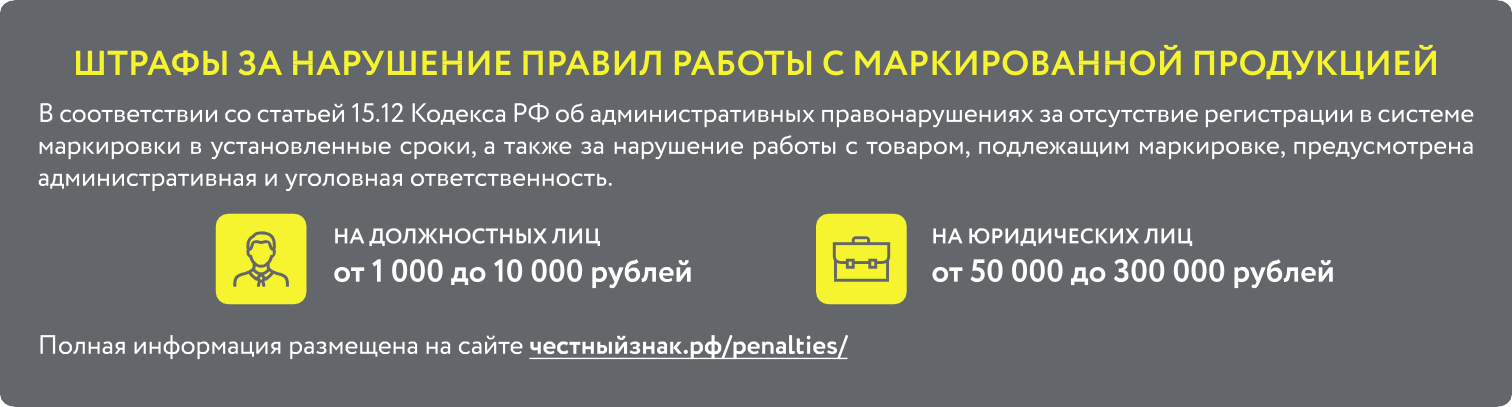 ШТРАФЫ ЗА НАРУШЕНИЕ ПРАВИЛ РАБОТЫ С МАРКИРОВАННОЙ ПРОДУКЦИЕЙ
В соответствии со статьей 15.12 Кодекса РФ об административных правонарушениях за отсутствие регистрации в системе
маркировки в установленные сроки, а также за нарушение работы с товаром, подлежащим маркировке, предусмотрена
административная и уголовная ответственность.
НА ДОЛЖНОСТНЫХ ЛИЦ
от 1 000 до 10 000 рублей
НА ЮРИДИЧЕСКИХ ЛИЦ
от 50 000 до 300 000 рублей
Полная информация размещена на сайте честныйзнак.рф/penalties/